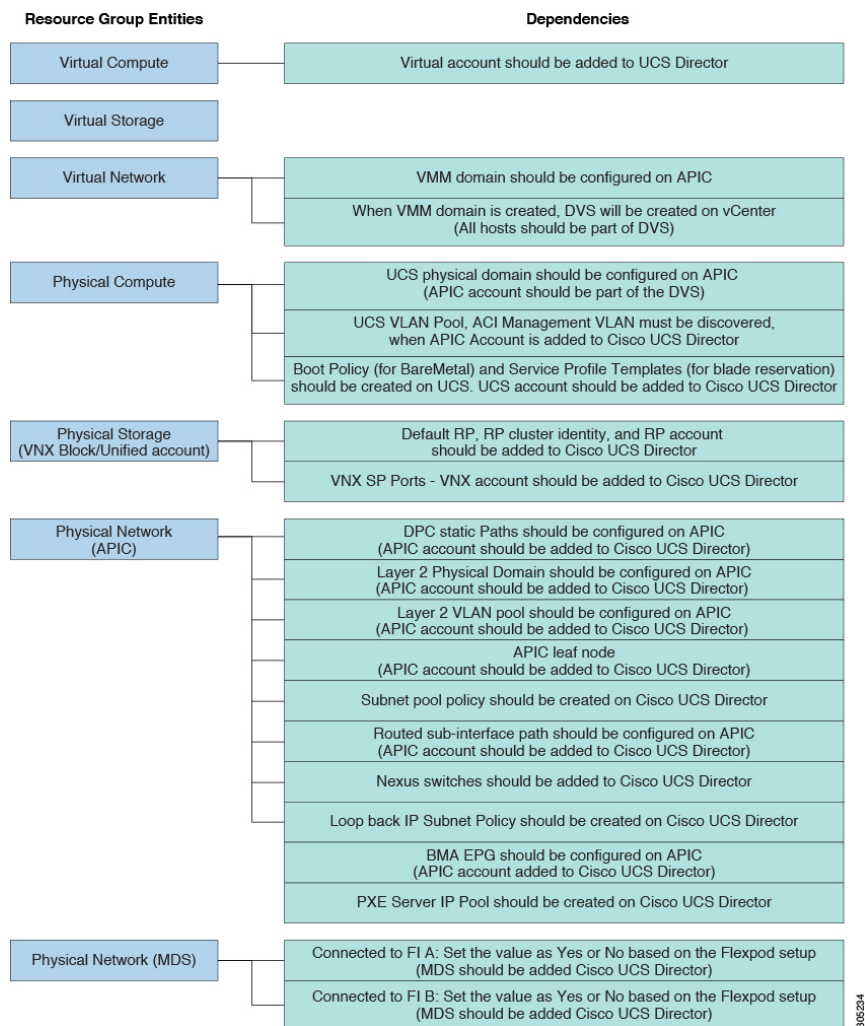 Resource Group Entities
Dependencies
Virtual Compute
Virtual account should be added to UCS Director
Virtual Storage
Virtual Network
VMM domain should be configured on APIC
When VMM domain is created, DVS will be created on vCenter
(All hosts should be part of DVS)
Physical Compute
UCS physical domain should be configured on APIC
(APIC account should be part of the DVS)
UCS VLAN Pool, ACI Management VLAN must be discovered,
when APIC Account is added to Cisco UCS Director
Boot Policy (for BareMetal) and Service Profile Templates (for blade reservation)
should be created on UCS. UCS account should be added to Cisco UCS Director
Physical Storage
(VNX Block/Unified account)
Default RP, RP cluster identity, and RP account
should be added to Cisco UCS Director
VNX SP Ports - VNX account should be added to Cisco UCS Director
Physical Network
(APIC)
DPC static Paths should be configured on APIC
(APIC account should be added to Cisco UCS Director)
Layer 2 Physical Domain should be configured on APIC
(APIC account should be added to Cisco UCS Director)
Layer 2 VLAN pool should be configured on APIC
(APIC account should be added to Cisco UCS Director)
APIC leaf node
(APIC account should be added to Cisco UCS Director)
Subnet pool policy should be created on Cisco UCS Director
Routed sub-interface path should be configured on APIC
(APIC account should be added to Cisco UCS Director)
Nexus switches should be added to Cisco UCS Director
Loop back IP Subnet Policy should be created on Cisco UCS Director
BMA EPG should be configured on APIC
(APIC account added to Cisco UCS Director)
PXE Server IP Pool should be created on Cisco UCS Director
Physical Network (MDS)
Connected to FI A: Set the value as Yes or No based on the Flexpod setup
(MDS should be added Cisco UCS Director)
Connected to FI B: Set the value as Yes or No based on the Flexpod setup
(MDS should be added Cisco UCS Director)
305234